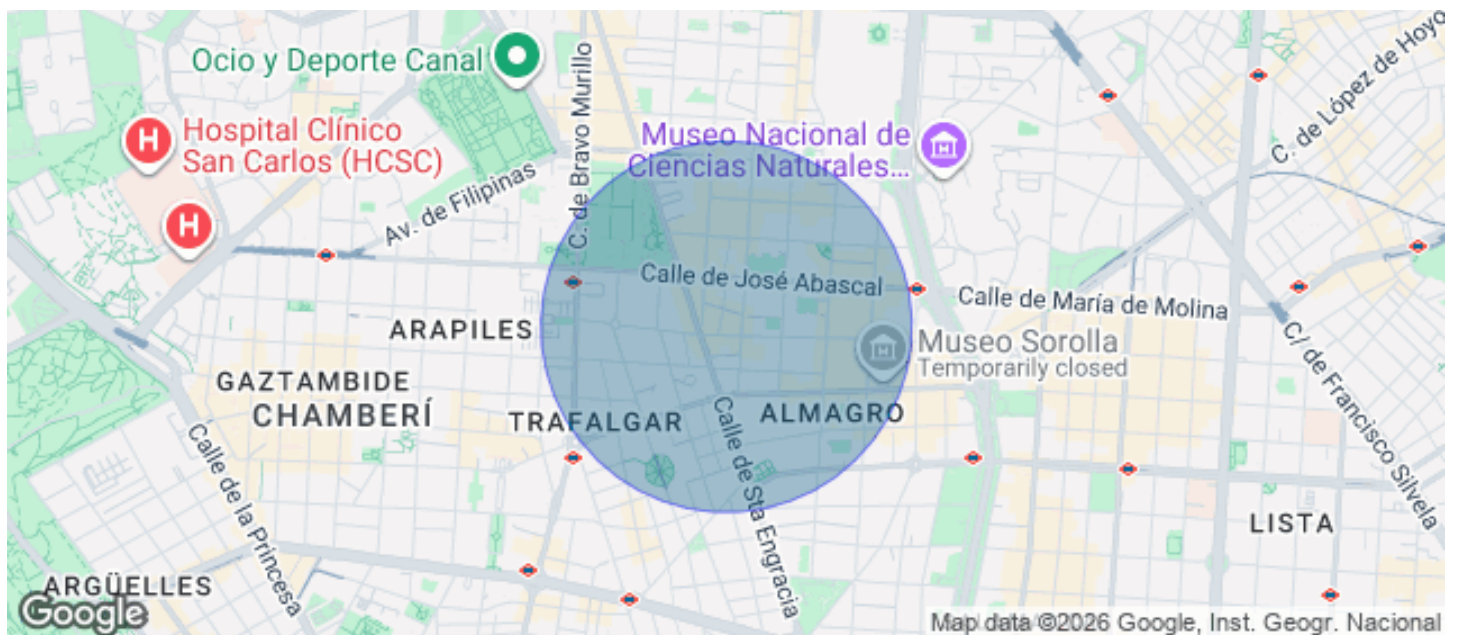 Ocio y Deporte Canal
C. de Bravo Murillo
C. de López de Hoyo
H
Hospital Clínico
San Carlos (HCSC)
Museo Nacional de
Ciencias Naturales...
H
Av. de Filipinas
Calle de José Abascal
Calle de María de Molina
ARAPILES
Museo Sorolla
Temporarily closed
GAZTAMBIDE
CHAMBERÍ
TRAFALGAR
ALMAGRO
C/ de Francisco Silvela
Calle de la Princesa
Calle de Sta Engracia
LISTA
ARGÜELLES
Google
Map data ©2026 Google, Inst. Geogr. Nacional